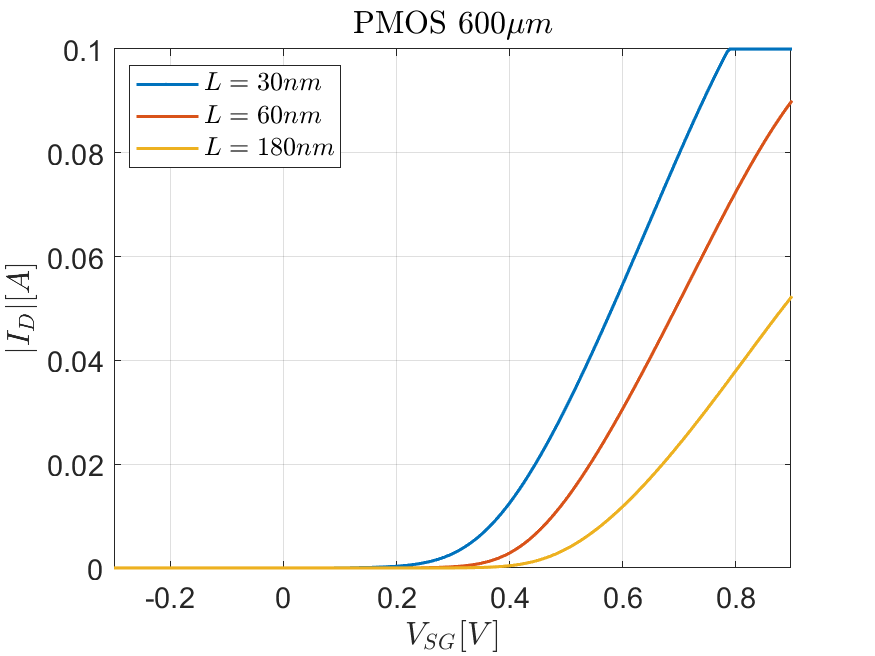 PMOS 600μm
L = 30nm
L = 60nm
L = 180nm
|I_D|[A]
0.1
0.08
0.06
0.04
0.02
0
-0.2 0 0.2 0.4 0.6 0.8
V_SG[V]